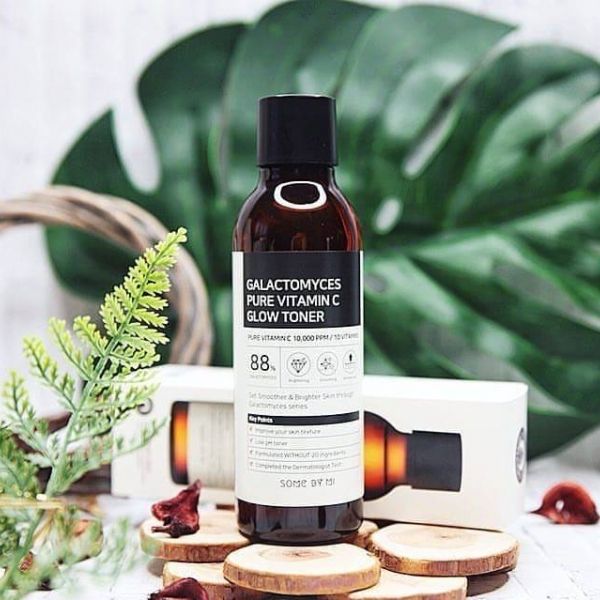 GALACTOMYCES
PURE VITAMIN C
GLOW TONER
PURE VITAMIN C 10,000 PPM / 10 VITAMINS
88%
Brightening
Get Smoother & Brighter Skin through
Galactomyces series.
Key Points
Improve your skin texture
Low pH toner
Formulated WITHOUT 20 ingredients
Completed the Dermatologist Test
SOME BY MI